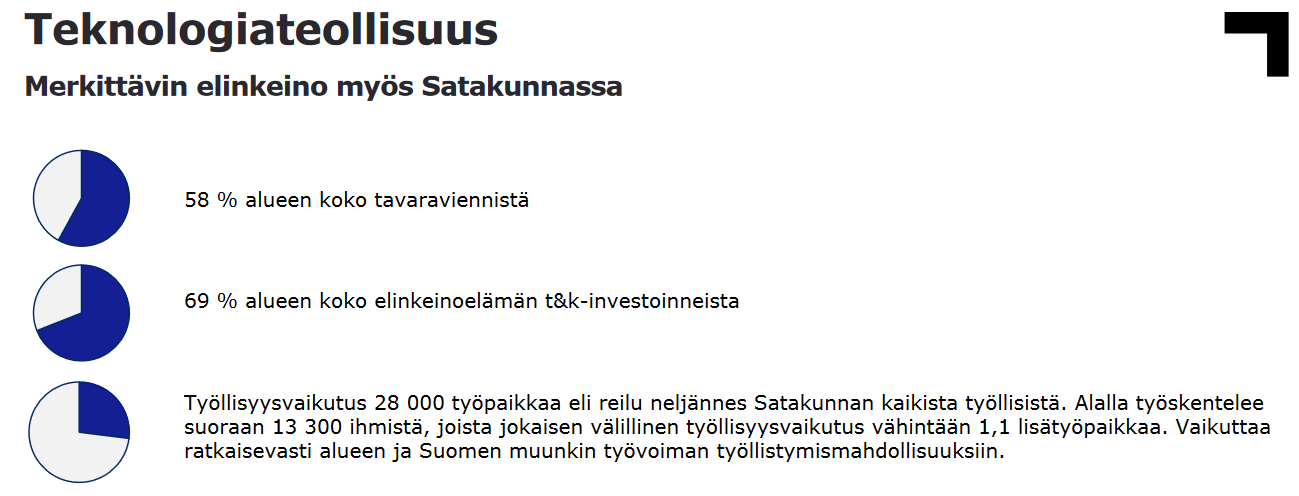 Teknologiateollisuus
Merkittävin elinkeino myös Satakunnassa
58 % alueen koko tavaraviennistä
69 % alueen koko elinkeinoelämän t&k-investoinneista
Työllisyysvaikutus 28 000 työpaikkaa eli reilu neljännes Satakunnan kaikista työllisistä. Alalla työskentelee
suoraan 13 300 ihmistä, joista jokaisen välillinen työllisyysvaikutus vähintään 1,1 lisätyöpaikkaa. Vaikuttaa
ratkaisevasti alueen ja Suomen muunkin työvoiman työllistymismahdollisuuksiin.